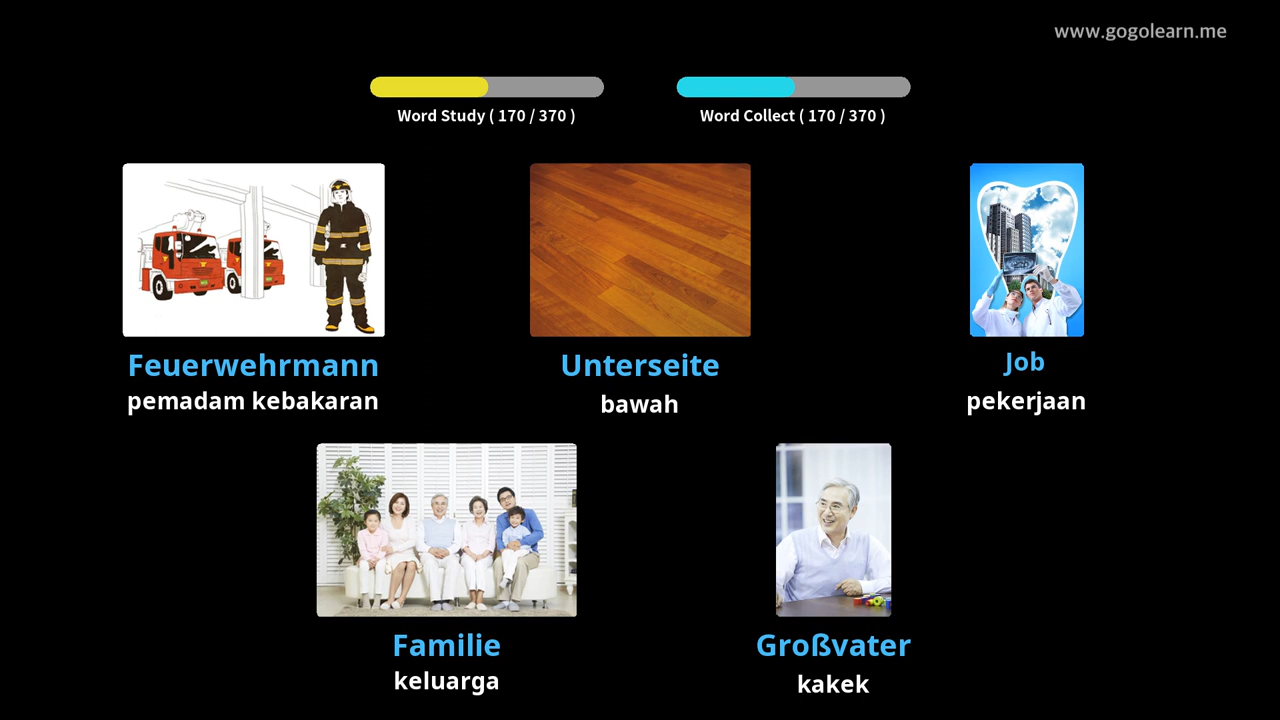 www.gogolearn.me
Word Study ( 170 / 370 )
Word Collect ( 170 / 370 )
Feuerwehrmann
pemadam kebakaran
Unterseite
bawah
Job
pekerjaan
Familie
keluarga
Großvater
kakek